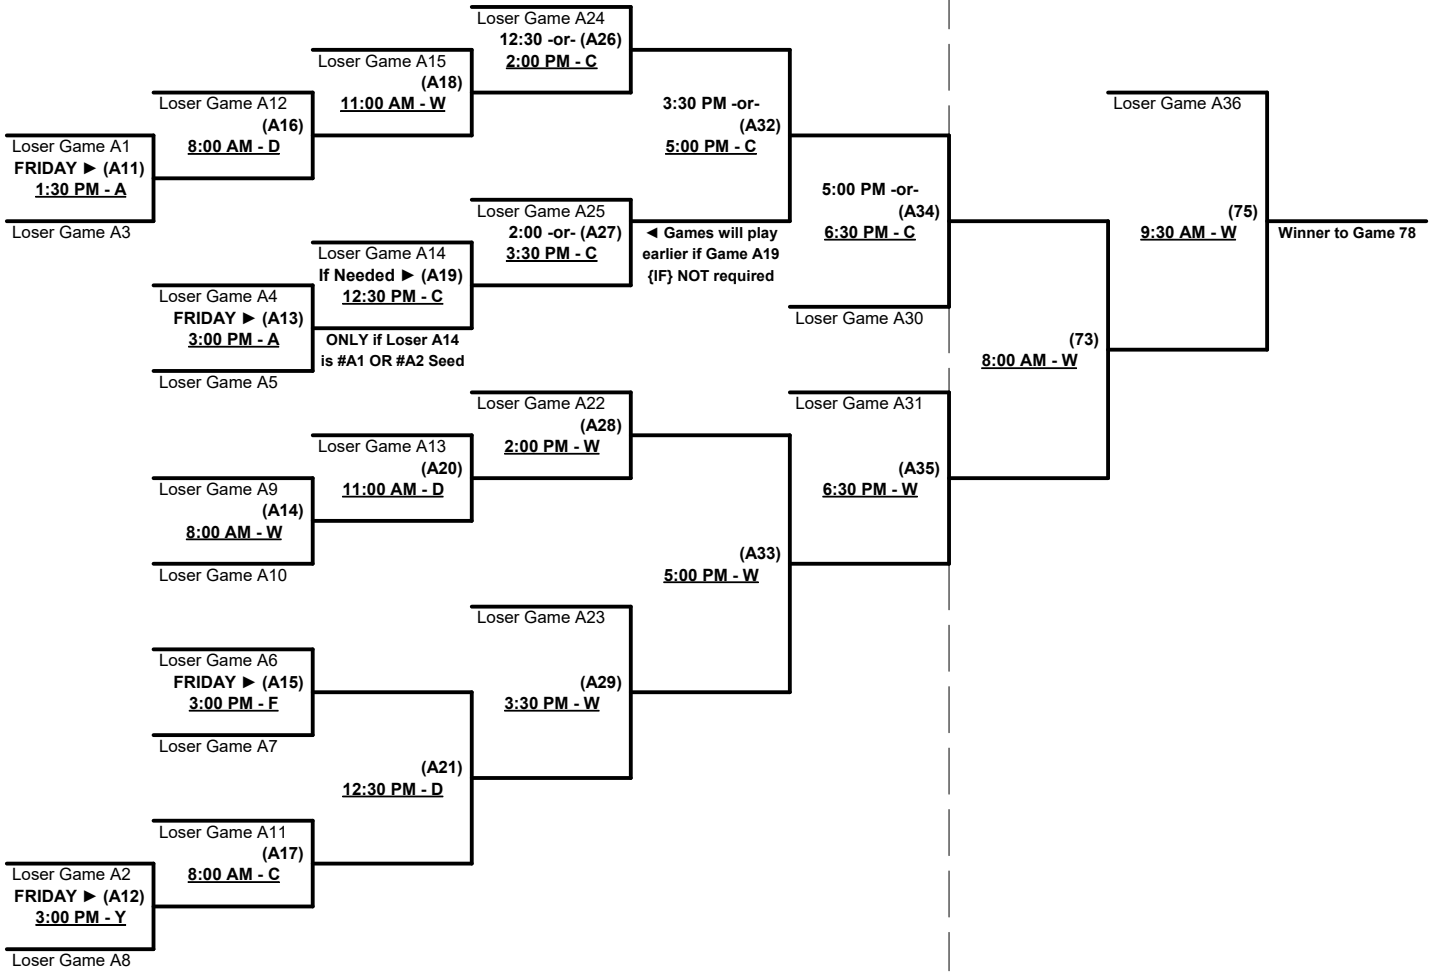 Loser Game A24
12:30 -or- (A26)
2:00 PM - C
Loser Game A15
(A18)
11:00 AM - W
Loser Game A12
(A16)
8:00 AM - D
Loser Game A1
FRIDAY ► (A11)
1:30 PM - A
Loser Game A3
3:30 PM -or-
(A32)
5:00 PM - C
Loser Game A36
(75)
9:30 AM - W
Winner to Game 78
5:00 PM -or-
(A34)
6:30 PM - C
Loser Game A25
2:00 -or- (A27)
3:30 PM - C
◄ Games will play
earlier if Game A19
{IF} NOT required
Loser Game A14
If Needed ► (A19)
12:30 PM - C
Loser Game A4
FRIDAY ► (A13)
3:00 PM - A
Loser Game A5
ONLY if Loser A14
is #A1 OR #A2 Seed
Loser Game A30
(73)
8:00 AM - W
Loser Game A22
(A28)
2:00 PM - W
Loser Game A31
(A35)
6:30 PM - W
Loser Game A13
(A20)
11:00 AM - D
Loser Game A9
(A14)
8:00 AM - W
Loser Game A10
(A33)
5:00 PM - W
Loser Game A23
(A29)
3:30 PM - W
Loser Game A6
FRIDAY ► (A15)
3:00 PM - F
Loser Game A7
(A21)
12:30 PM - D
Loser Game A11
(A17)
8:00 AM - C
Loser Game A2
FRIDAY ► (A12)
3:00 PM - Y
Loser Game A8